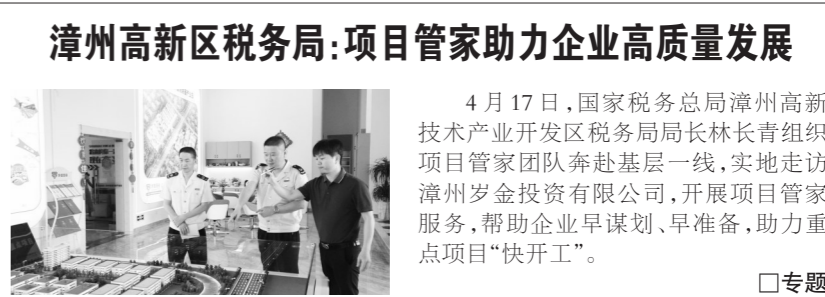 漳州高新区税务局:项目管家助力企业高质量发展
4月17日,国家税务总局漳州高新
技术产业开发区税务局局长林长青组织
项目管家团队奔赴基层一线,实地走访
漳州岁金投资有限公司,开展项目管家
服务,帮助企业早谋划、早准备,助力重
点项目“快开工”。
□专题